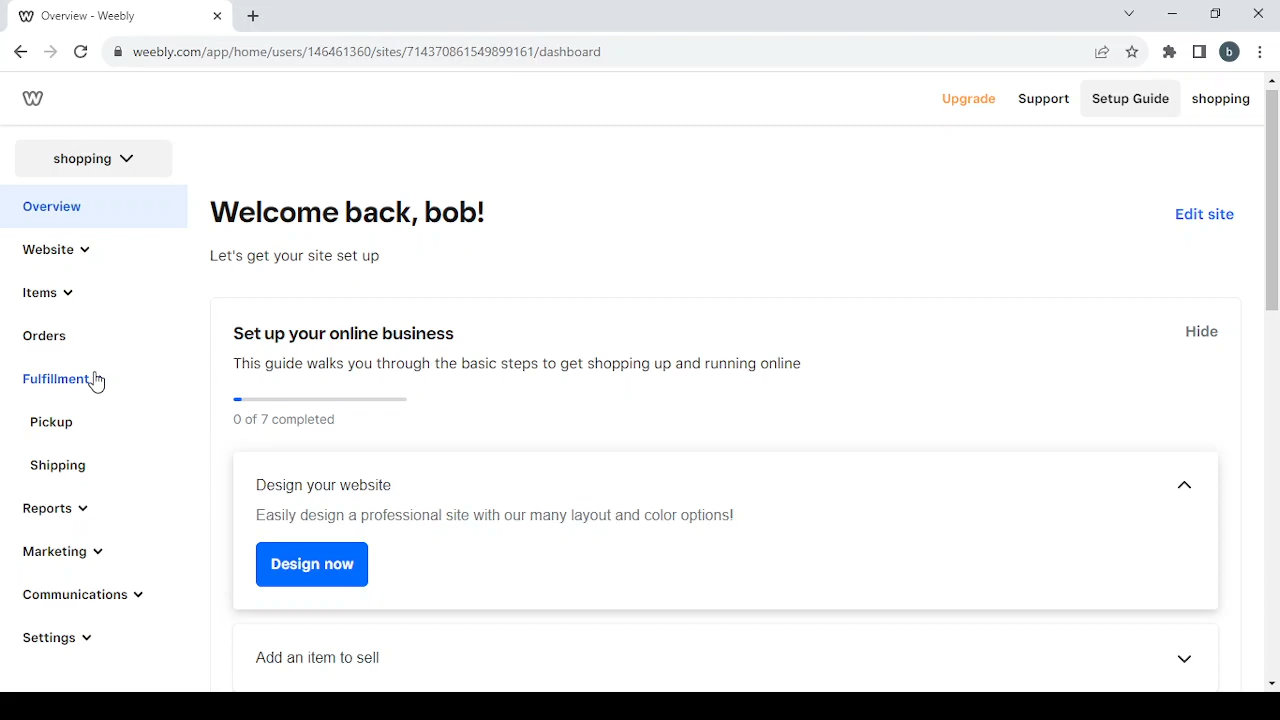 Overview - Weebly
weebly.com/app/home/users/146461360/sites/714370861549899161/dashboard
b
Upgrade
Support
Setup Guide
shopping
shopping
Overview
Website
Items
Orders
Fulfillment
Pickup
Shipping
Reports
Marketing
Communications
Settings
Welcome back, bob!
Edit site
Let's get your site set up
Set up your online business
Hide
This guide walks you through the basic steps to get shopping up and running online
0 of 7 completed
Design your website
Easily design a professional site with our many layout and color options!
Design now
Add an item to sell